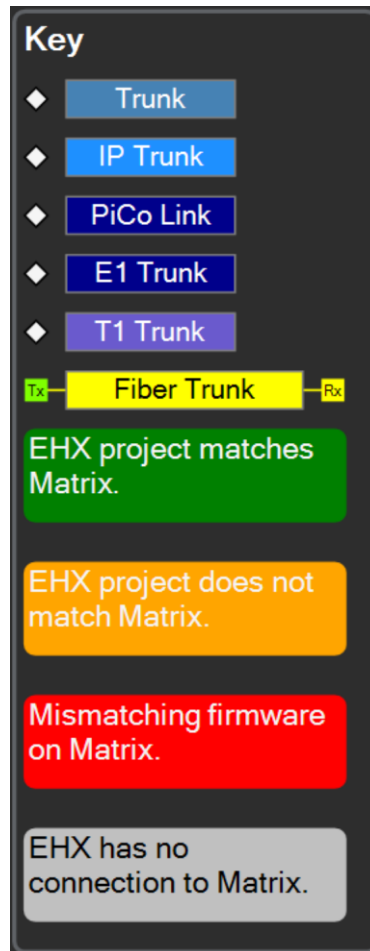 Key
Trunk
IP Trunk
PiCo Link
E1 Trunk
T1 Trunk
Tx Fiber Trunk Rx
EHX project matches
Matrix.
EHX project does not
match Matrix.
Mismatching firmware
on Matrix.
EHX has no
connection to Matrix.